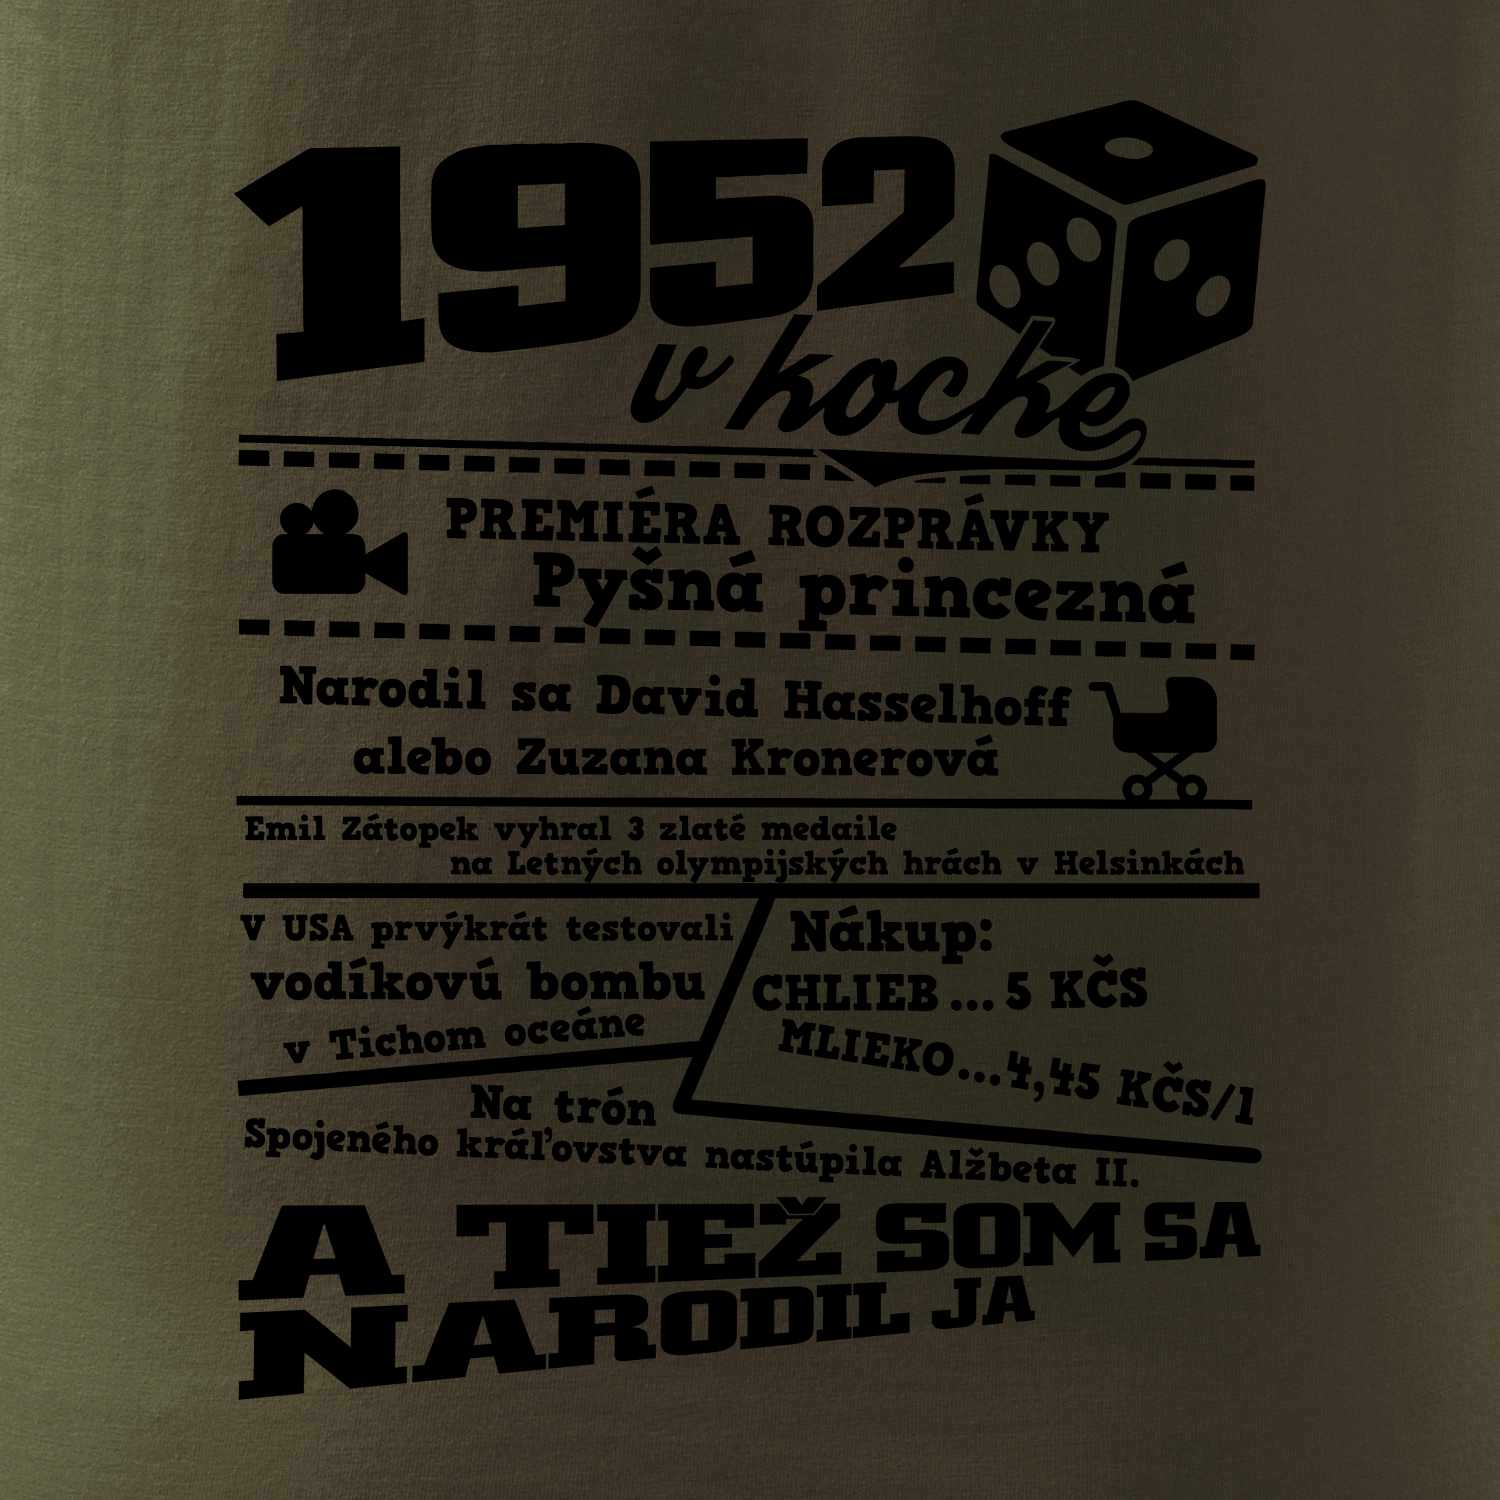 1952
v kocke
PREMIÉRA ROZPRÁVKY
Pyšná princezná
Narodil sa David Hasselhoff
alebo Zuzana Kronerová
Emil Zátopek vyhral 3 zlaté medaile
na Letných olympijských hrách v Helsinkách
V USA prvýkrát testovali
vodíkovú bombu
v Tichom oceáne
Nákup:
CHLIEB...5 KČS
MLIEKO...4,45 KČS/l
Na trón
Spojeného kráľovstva nastúpila Alžbeta II.
A TIEŽ SOM SA
NARODIL JA